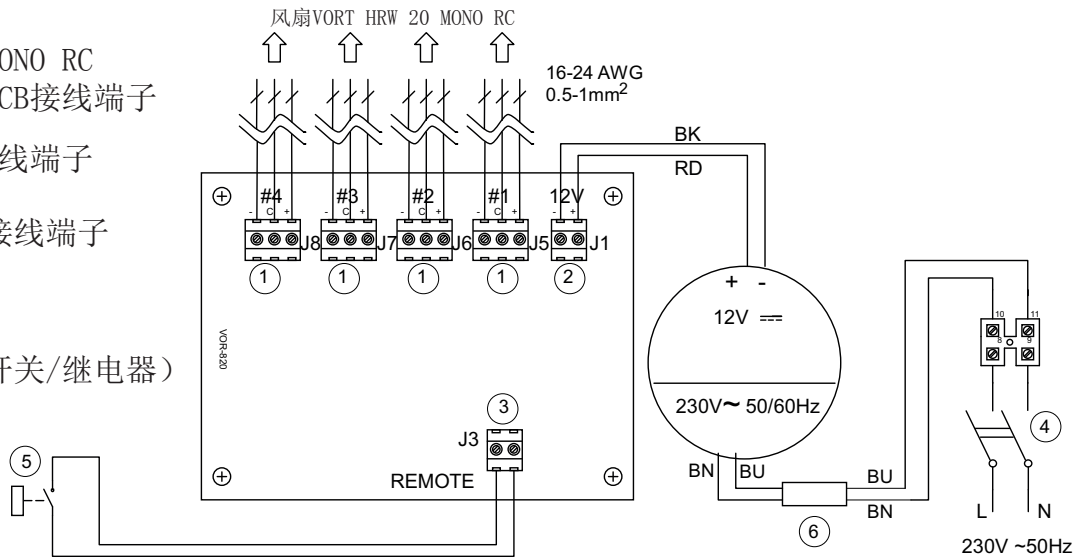 风扇VORT HRW 20 MONO RC
ONO RC
CB接线端子
线端子
接线端子
开关/继电器）
16-24 AWG
0.5-1mm²
BK
RD
#4 #3 #2 #1 12V
- C + - C + - C + - C + - +
J8 J7 J6 J5 J1
1 1 1 1 2
VOR-820
+ -
12V
230V~ 50/60Hz
10 11
8 9
3
J3
REMOTE
4
5
BN BU
BU
BN
6
L N
230V ~50Hz